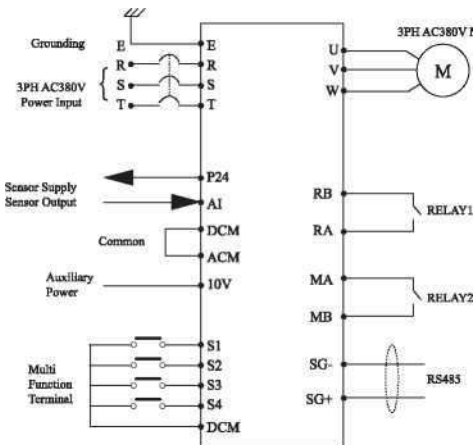 Grounding
E
E
R
R
3PH AC380V
Power Input
S
S
T
T
U
V
W
3PH AC380V
M
P24
Sensor Supply
Sensor Output
AI
DCM
Common
ACM
Auxiliary
Power
10V
RB
RELAY1
RA
MA
RELAY2
MB
S1
S2
Multi
Function
Terminal
S3
S4
DCM
SG-
RS485
SG+